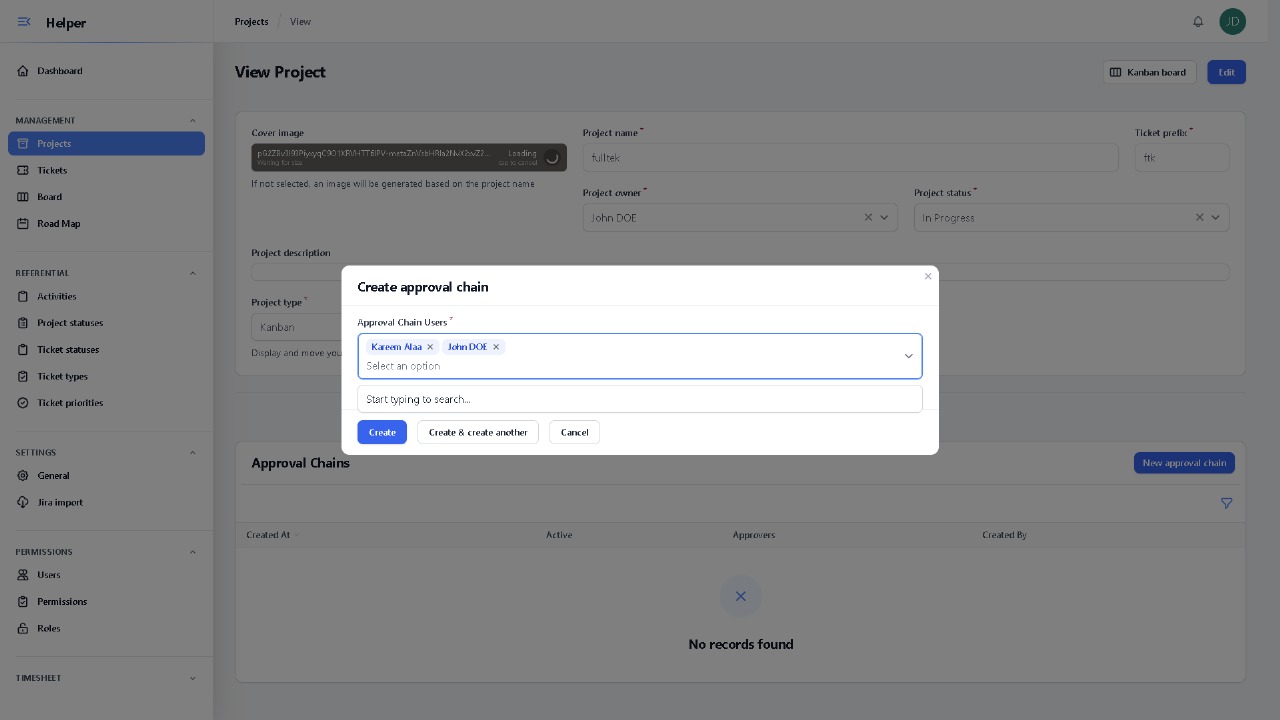 Helper
Projects / View
JD
Dashboard
View Project
Kanban board
Edit
MANAGEMENT
Projects
Tickets
Board
Road Map
REFERENTIAL
Activities
Project statuses
Ticket statuses
Ticket types
Ticket priorities
SETTINGS
General
Jira import
PERMISSIONS
Users
Permissions
Roles
TIMESHEET
Cover image
Loading
Waiting for size
tap to cancel
If not selected, an image will be generated based on the project name
Project name *
fulltek
Ticket prefix *
ftk
Project owner *
John DOE
Project status *
In Progress
Project description
Project type *
Kanban
Display and move you
Create approval chain
Approval Chain Users *
Kareem Alaa
John DOE
Select an option
Start typing to search...
Create
Create & create another
Cancel
Approval Chains
New approval chain
Created At
Active
Approvers
Created By
No records found